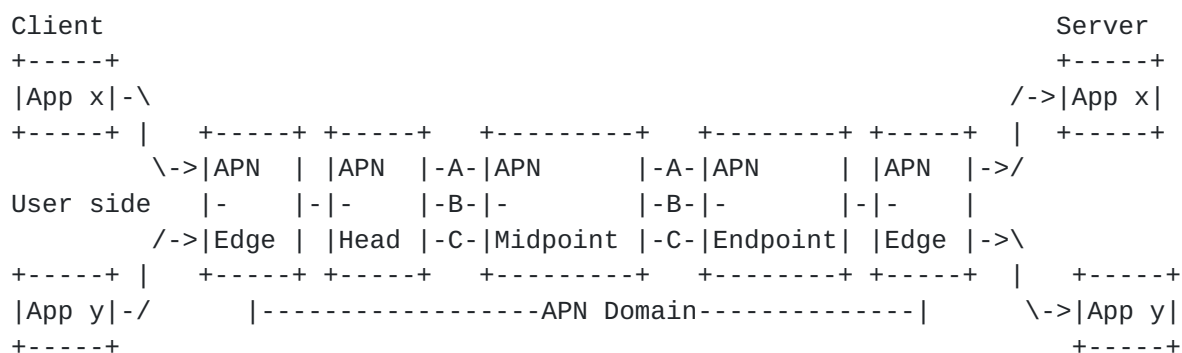 Client                                                      Server
+-----+                                                     +-----+
|App x|-\                                                /->|App x|
+-----+ |   +-----+ +-----+   +---------+   +--------+ +-----+  |  +-----+
         \->|APN  | |APN  |-A-|APN      |-A-|APN     | |APN  |->/
User side   |-    |-|-    |-B-|-        |-B-|-       |-|-    |
         /->|Edge | |Head |-C-|Midpoint |-C-|Endpoint| |Edge |->\
+-----+ |   +-----+ +-----+   +---------+   +--------+ +-----+  |   +-----+
|App y|-/      |------------------APN Domain--------------|      \->|App y|
+-----+                                                             +-----+